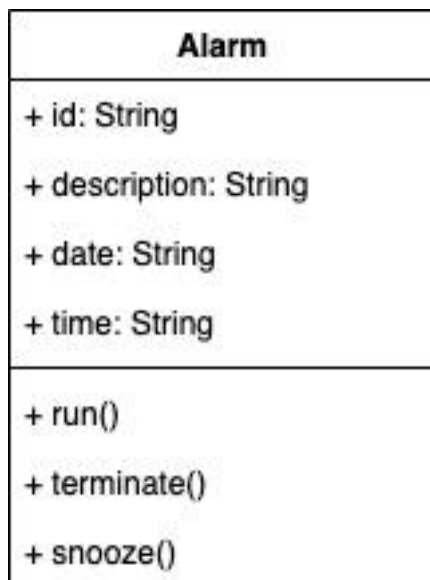 Alarm
+ id: String
+ description: String
+ date: String
+ time: String
+ run()
+ terminate()
+ snooze()